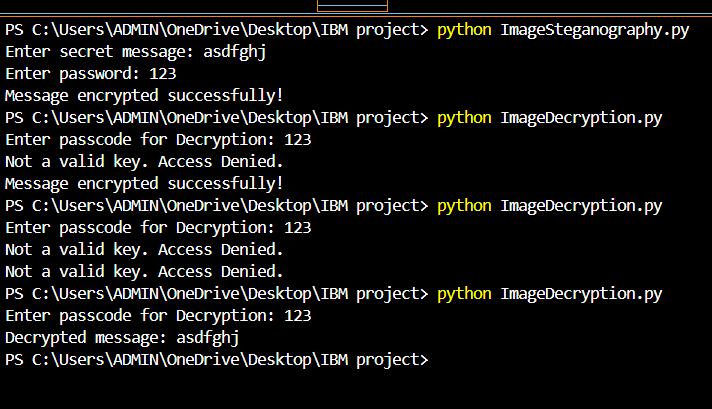 PS C:\Users\ADMIN\OneDrive\Desktop\IBM project> python ImageSteganography.py
Enter secret message: asdfghj
Enter password: 123
Message encrypted successfully!
PS C:\Users\ADMIN\OneDrive\Desktop\IBM project> python ImageDecryption.py
Enter passcode for Decryption: 123
Not a valid key. Access Denied.
Message encrypted successfully!
PS C:\Users\ADMIN\OneDrive\Desktop\IBM project> python ImageDecryption.py
Enter passcode for Decryption: 123
Not a valid key. Access Denied.
Not a valid key. Access Denied.
PS C:\Users\ADMIN\OneDrive\Desktop\IBM project> python ImageDecryption.py
Enter passcode for Decryption: 123
Decrypted message: asdfghj
PS C:\Users\ADMIN\OneDrive\Desktop\IBM project>